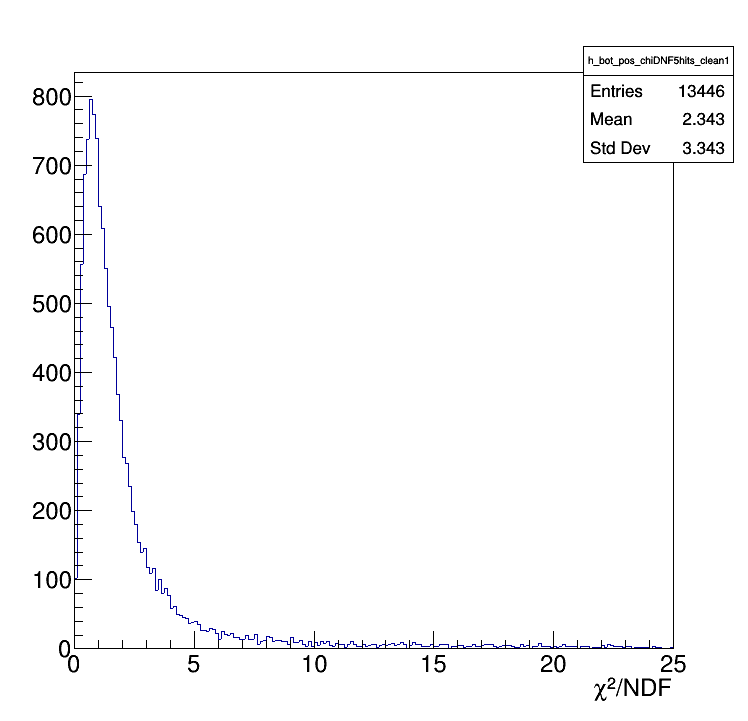 h_bot_pos_chiDNF5hits_clean1
Entries 13446
Mean 2.343
Std Dev 3.343
800
700
600
500
400
300
200
100
0
0 5 10 15 20 25
χ²/NDF